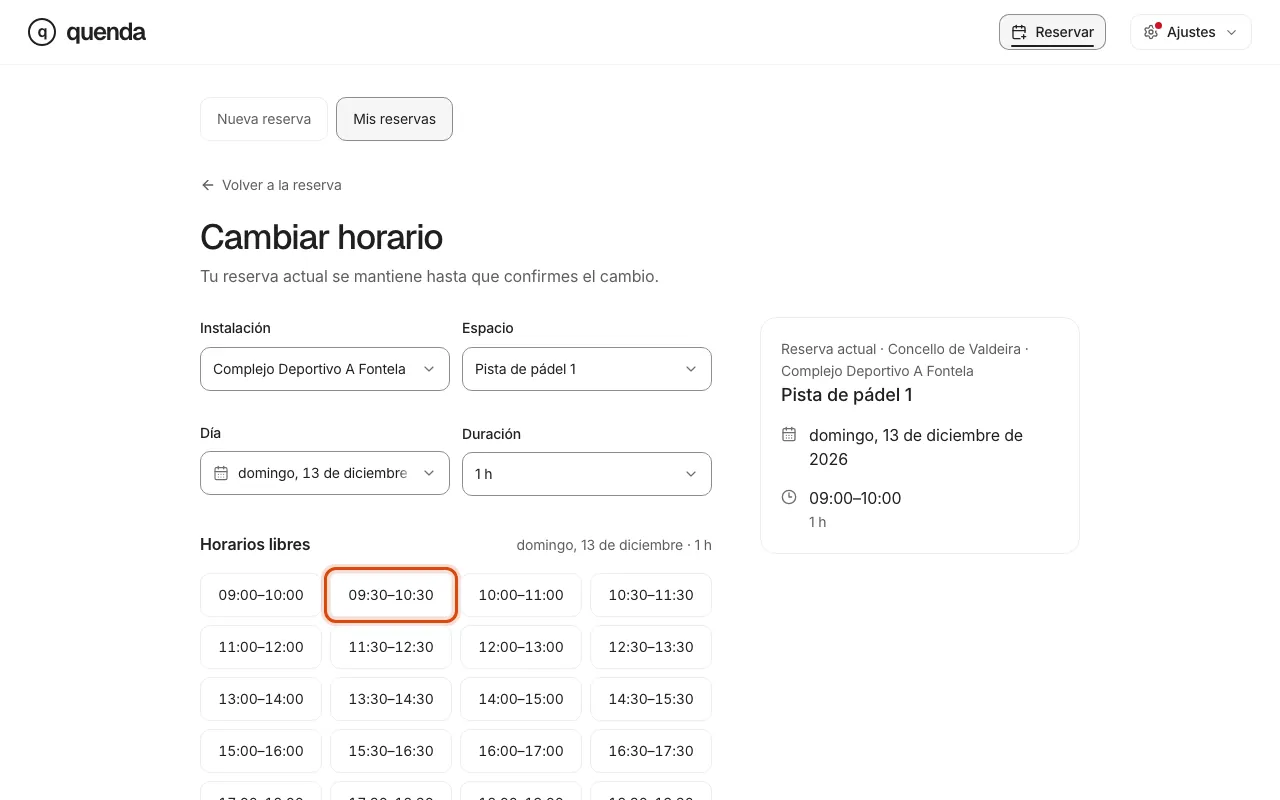 q quenda
Reservar
Ajustes
Nueva reserva
Mis reservas
Volver a la reserva
Cambiar horario
Tu reserva actual se mantiene hasta que confirmes el cambio.
Instalación
Espacio
Complejo Deportivo A Fontela
Pista de pádel 1
Día
Duración
domingo, 13 de diciembre
1 h
Horarios libres
domingo, 13 de diciembre · 1 h
09:00–10:00
09:30–10:30
10:00–11:00
10:30–11:30
11:00–12:00
11:30–12:30
12:00–13:00
12:30–13:30
13:00–14:00
13:30–14:30
14:00–15:00
14:30–15:30
15:00–16:00
15:30–16:30
16:00–17:00
16:30–17:30
Reserva actual · Concello de Valdeira ·
Complejo Deportivo A Fontela
Pista de pádel 1
domingo, 13 de diciembre de
2026
09:00–10:00
1 h